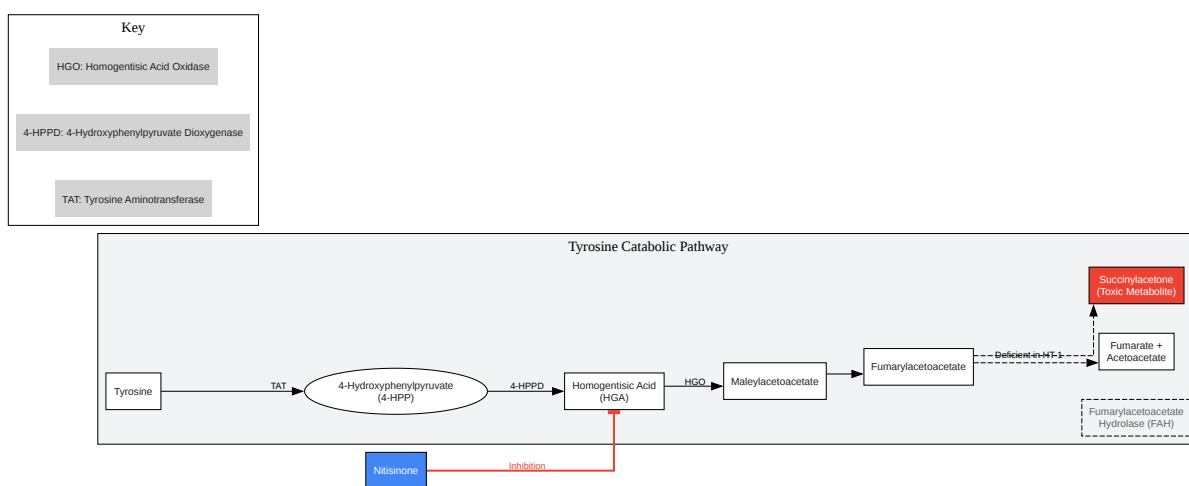 Key
HGO: Homogentisic Acid Oxidase
4-HPPD: 4-Hydroxyphenylpyruvate Dioxygenase
TAT: Tyrosine Aminotransferase
Tyrosine Catabolic Pathway
Succinylacetone
(Toxic Metabolite)
Tyrosine
TAT
4-Hydroxyphenylpyruvate
(4-HPP)
4-HPPD
Homogentisic Acid
(HGA)
HGO
Maleylacetoacetate
Fumarylacetoacetate
Deficient in HT-1
Fumarate +
Acetoacetate
Fumarylacetoacetate
Hydrolase (FAH)
Nitisinone
Inhibition